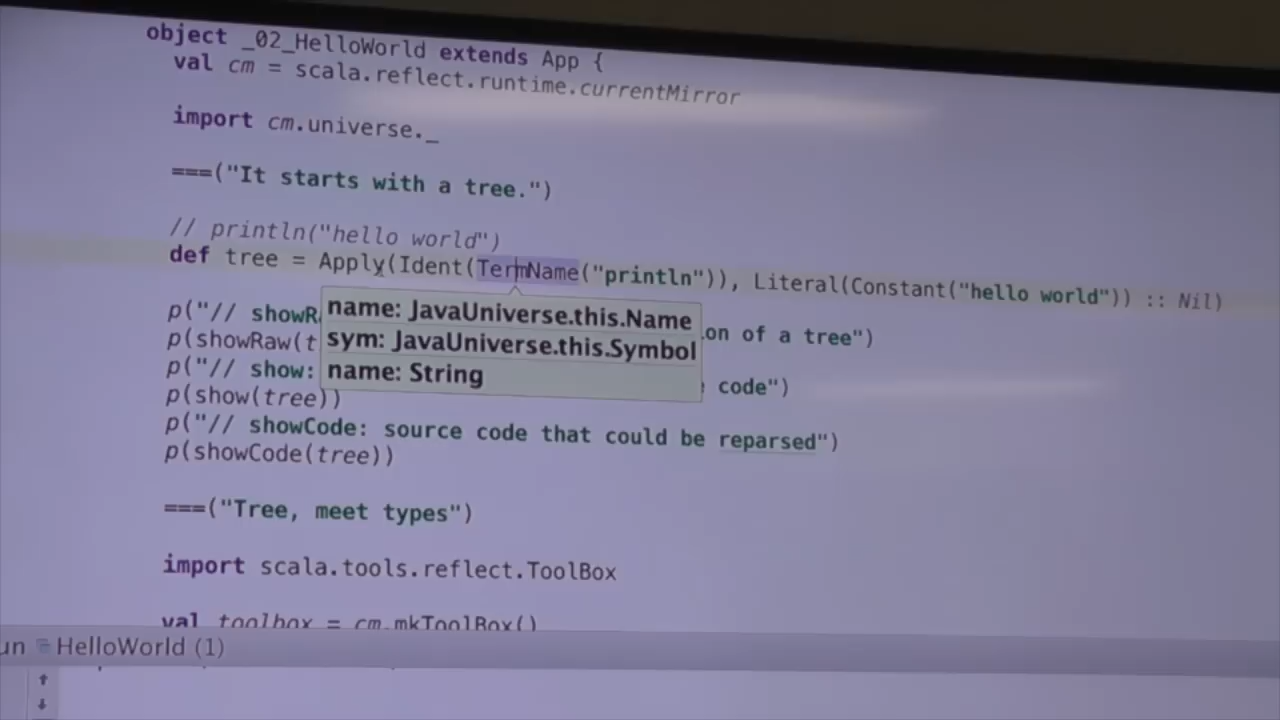 object _02_HelloWorld extends App {
val cm = scala.reflect.runtime.currentMirror
import cm.universe._
===("It starts with a tree.")
// println("hello world")
def tree = Apply(Ident(TermName("println")), Literal(Constant("hello world")) :: Nil)
p("// showR on of a tree")
name: JavaUniverse.this.Name
p(showRaw(t
sym: JavaUniverse.this.Symbol
p("// show: code")
name: String
p(show(tree))
p("// showCode: source code that could be reparsed")
p(showCode(tree))
===("Tree, meet types")
import scala.tools.reflect.ToolBox
val toolbox = cm.mkToolBox()
un HelloWorld (1)